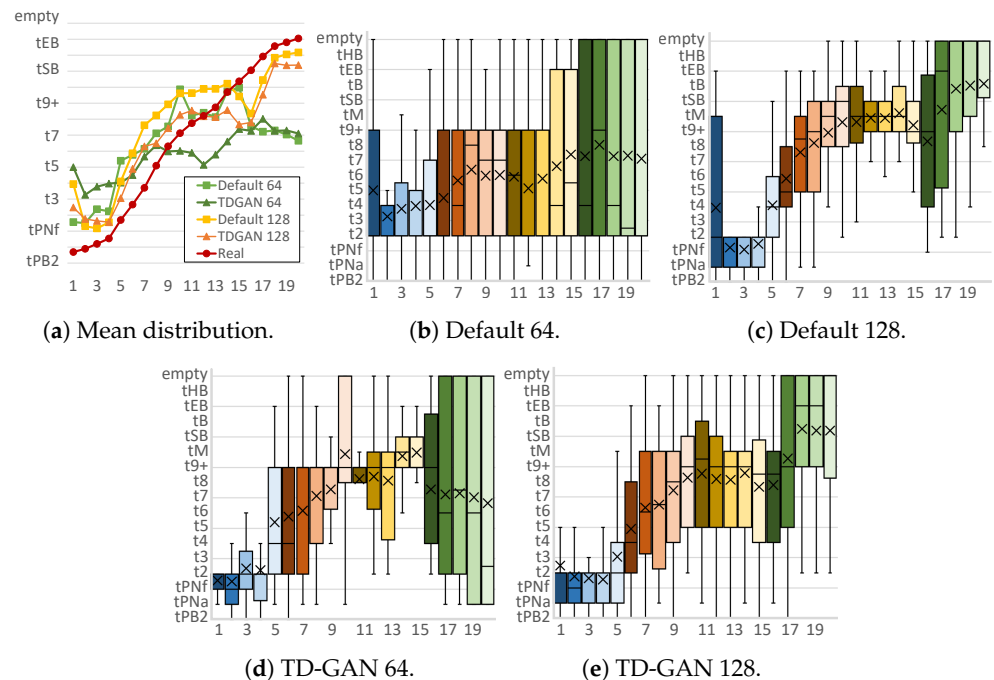 empty
tEB
tSB
t9+
t7
t5
t3
tPNf
tPB2
Default 64
TDGAN 64
Default 128
TDGAN 128
Real
1 3 5 7 9 11 13 15 17 19
(a) Mean distribution.
empty
tHB
tEB
tB
tSB
tM
t9+
t8
t7
t6
t5
t4
t3
t2
tPNf
tPNa
tPB2
1 3 5 7 9 11 13 15 17 19
(b) Default 64.
empty
tHB
tEB
tB
tSB
tM
t9+
t8
t7
t6
t5
t4
t3
t2
tPNf
tPNa
tPB2
1 3 5 7 9 11 13 15 17 19
(c) Default 128.
empty
tHB
tEB
tB
tSB
tM
t9+
t8
t7
t6
t5
t4
t3
t2
tPNf
tPNa
tPB2
1 3 5 7 9 11 13 15 17 19
(d) TD-GAN 64.
empty
tHB
tEB
tB
tSB
tM
t9+
t8
t7
t6
t5
t4
t3
t2
tPNf
tPNa
tPB2
1 3 5 7 9 11 13 15 17 19
(e) TD-GAN 128.